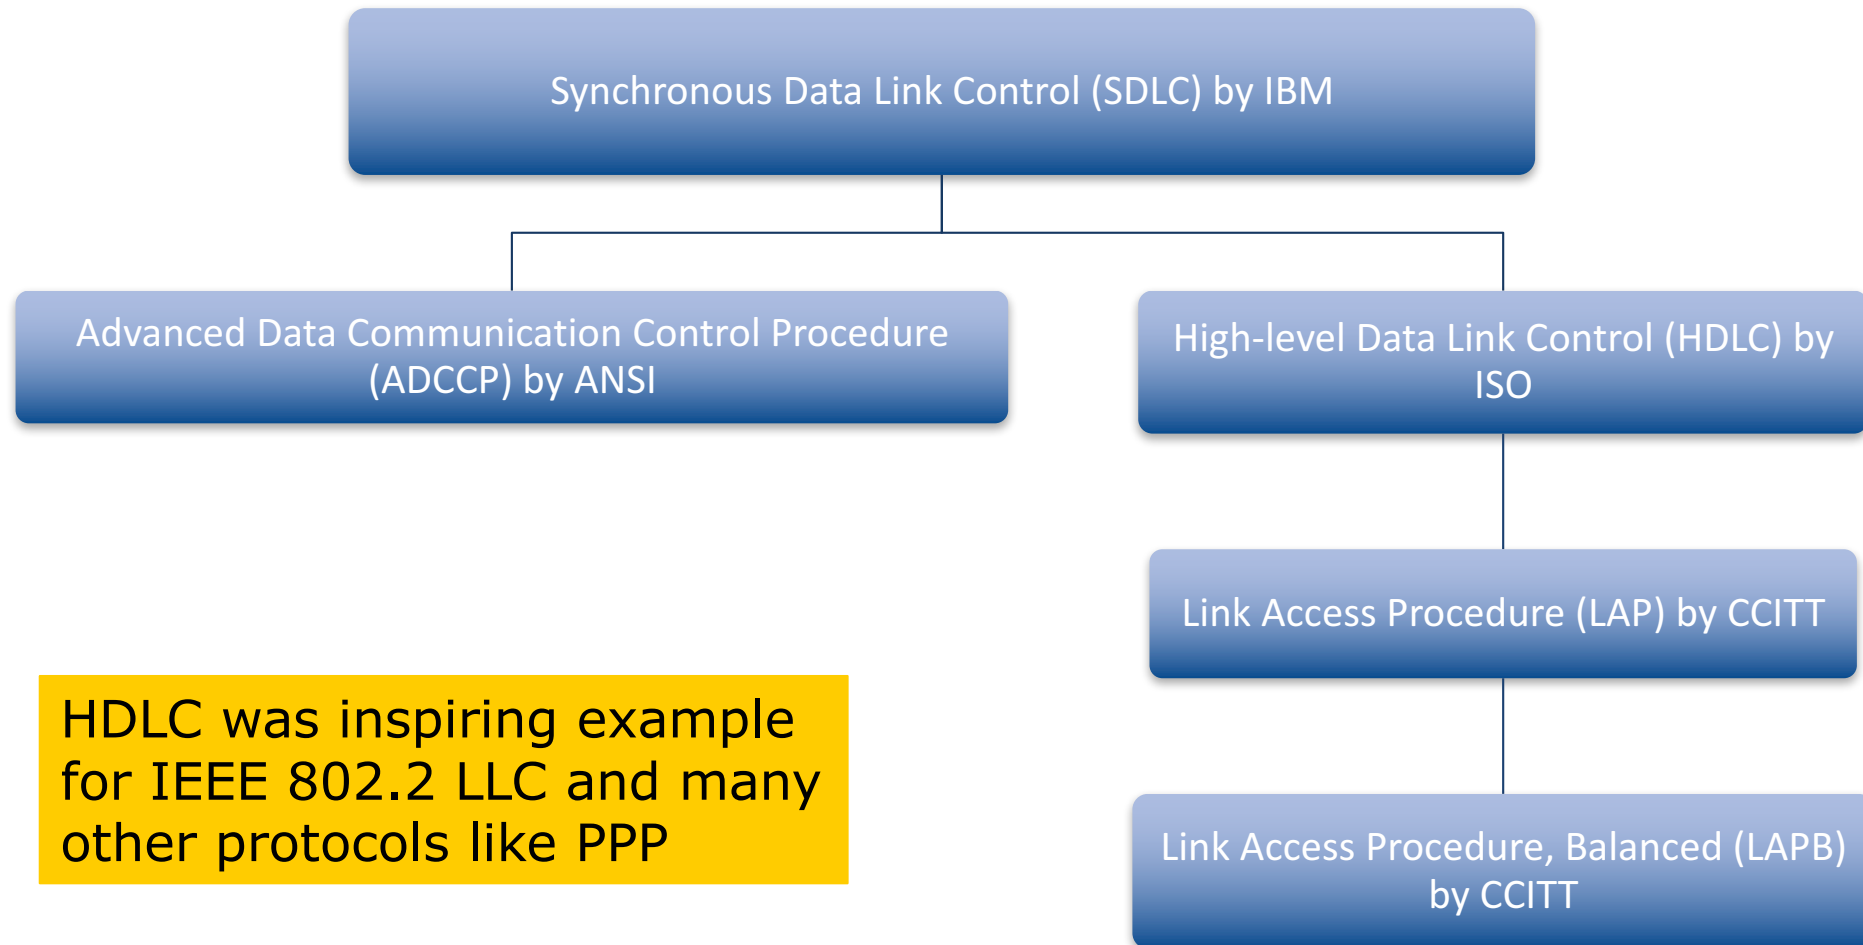 Synchronous Data Link Control (SDLC) by IBM
Advanced Data Communication Control Procedure
(ADCCP) by ANSI
High-level Data Link Control (HDLC) by
ISO
Link Access Procedure (LAP) by CCITT
HDLC was inspiring example
for IEEE 802.2 LLC and many
other protocols like PPP
Link Access Procedure, Balanced (LAPB)
by CCITT